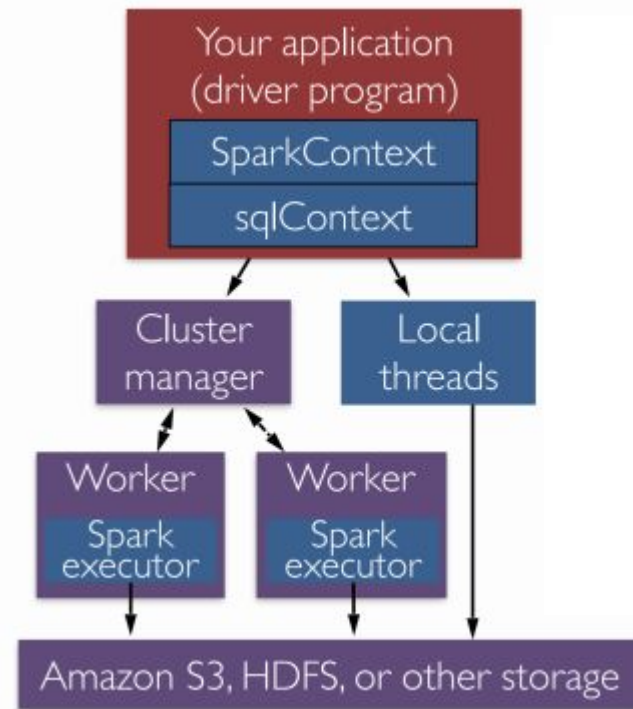 Your application
(driver program)
SparkContext
sqlContext
Cluster
manager
Local
threads
Worker
Spark
executor
Worker
Spark
executor
Amazon S3, HDFS, or other storage